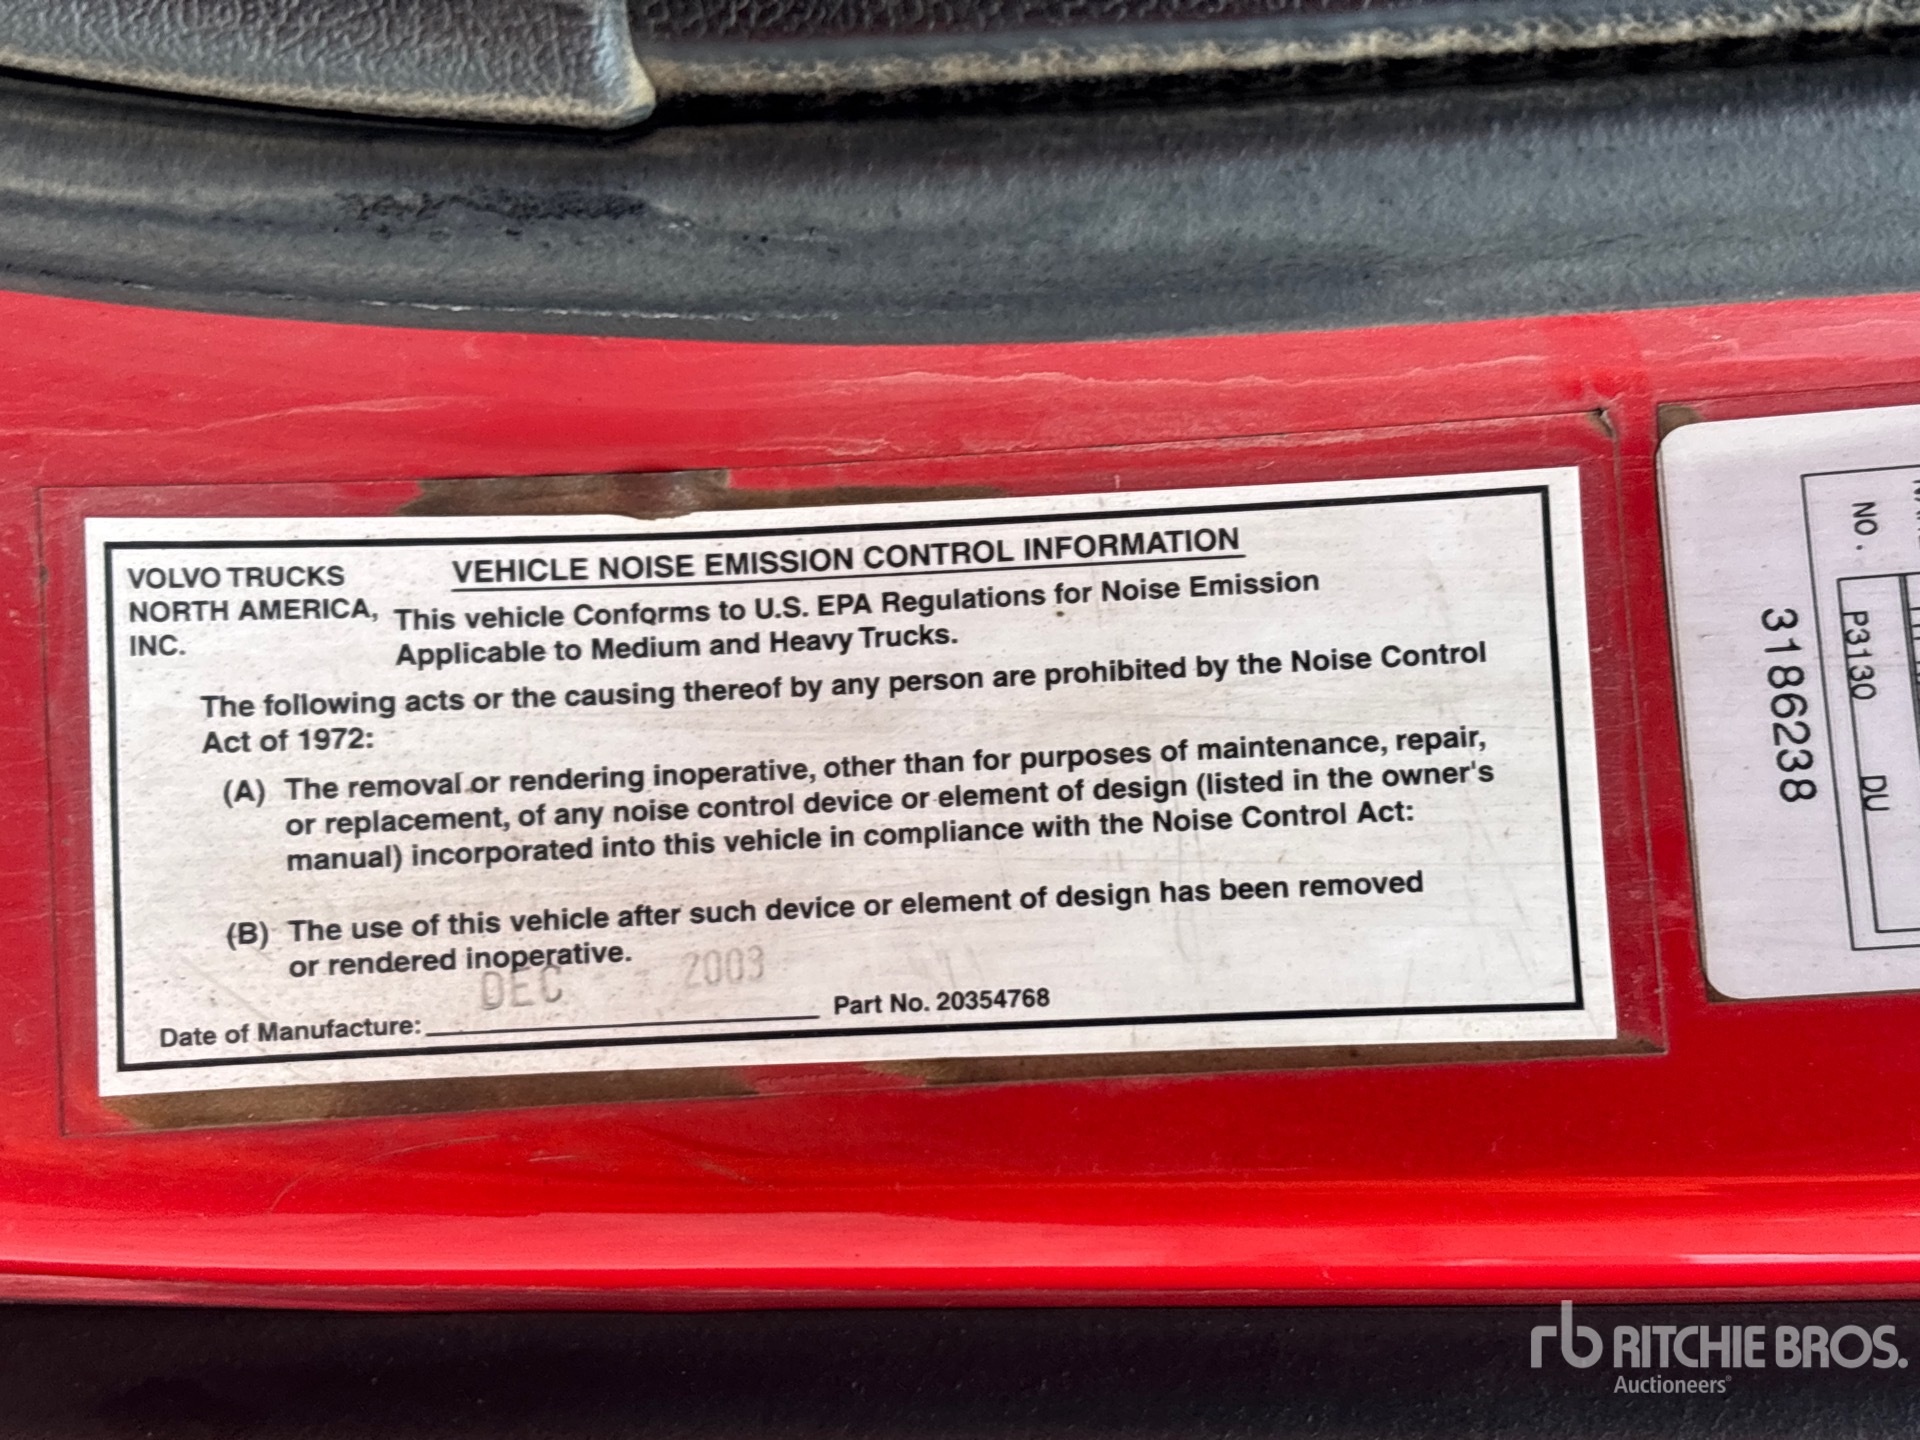 VEHICLE NOISE EMISSION CONTROL INFORMATION
VOLVO TRUCKS
NORTH AMERICA,
INC.
This vehicle Conforms to U.S. EPA Regulations for Noise Emission
Applicable to Medium and Heavy Trucks.
The following acts or the causing thereof by any person are prohibited by the Noise Control
Act of 1972:
(A) The removal or rendering inoperative, other than for purposes of maintenance, repair,
or replacement, of any noise control device or element of design (listed in the owner's
manual) incorporated into this vehicle in compliance with the Noise Control Act:
(B) The use of this vehicle after such device or element of design has been removed
or rendered inoperative.
DEC 2003
Date of Manufacture: Part No. 20354768
NO.
P3130 DU
3186238
rb RITCHIE BROS.
Auctioneers